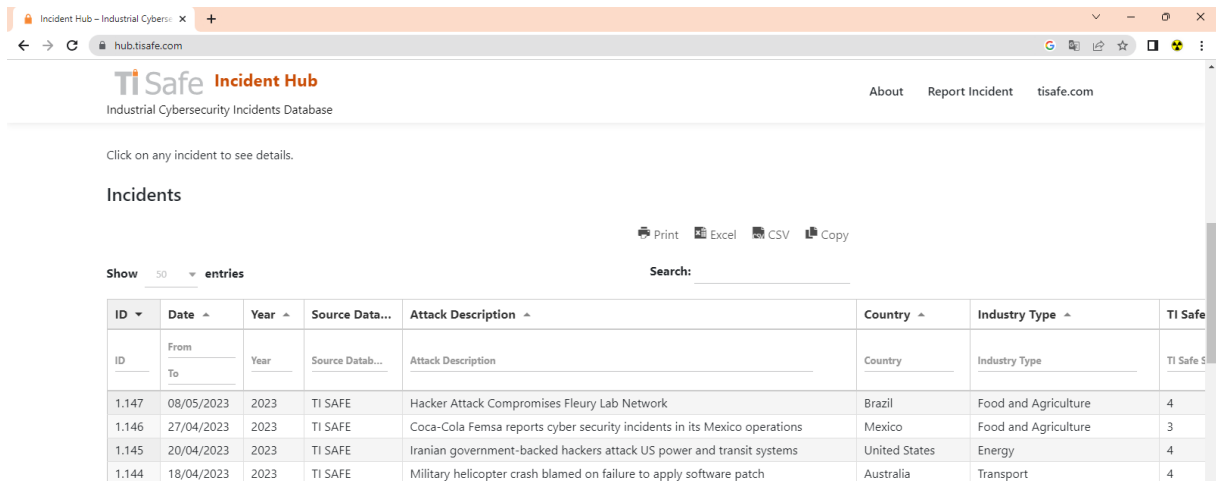 Incident Hub – Industrial Cyberse
hub.tisafe.com
Ti Safe Incident Hub
Industrial Cybersecurity Incidents Database
About Report Incident tisafe.com
Click on any incident to see details.
Incidents
Print Excel CSV Copy
Show 50 entries Search:
ID Date Year Source Data... Attack Description Country Industry Type TI Safe
ID From To Year Source Datab... Attack Description Country Industry Type TI Safe S
1.147 08/05/2023 2023 TI SAFE Hacker Attack Compromises Fleury Lab Network Brazil Food and Agriculture 4
1.146 27/04/2023 2023 TI SAFE Coca-Cola Femsa reports cyber security incidents in its Mexico operations Mexico Food and Agriculture 3
1.145 20/04/2023 2023 TI SAFE Iranian government-backed hackers attack US power and transit systems United States Energy 4
1.144 18/04/2023 2023 TI SAFE Military helicopter crash blamed on failure to apply software patch Australia Transport 4